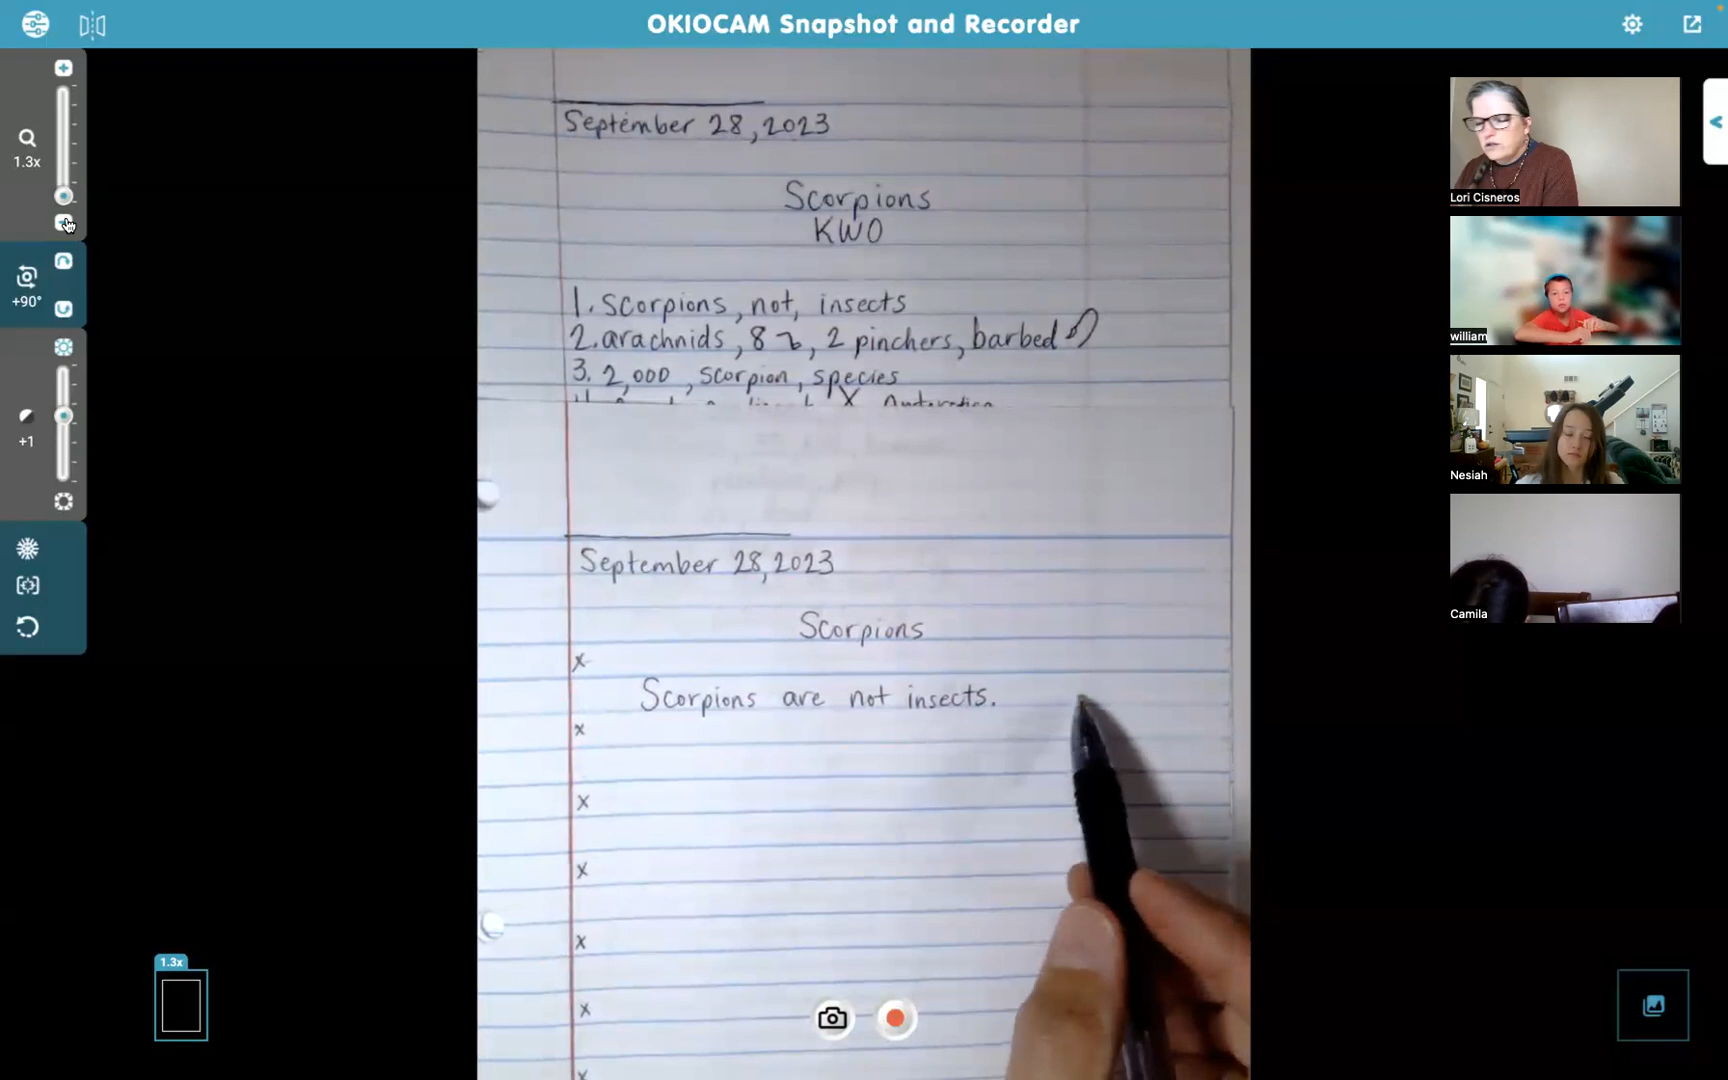 OKIOCAM Snapshot and Recorder
1.3x
+90°
+1
September 28, 2023
Scorpions
KWO
1. scorpions, not, insects
2. arachnids, 8, 2 pinchers, barbed
3. 2,000, scorpion, species
September 28, 2023
Scorpions
x
Scorpions are not insects.
x
x
x
x
x
x
1.3x
Lori Cisneros
william
Nesiah
Camila